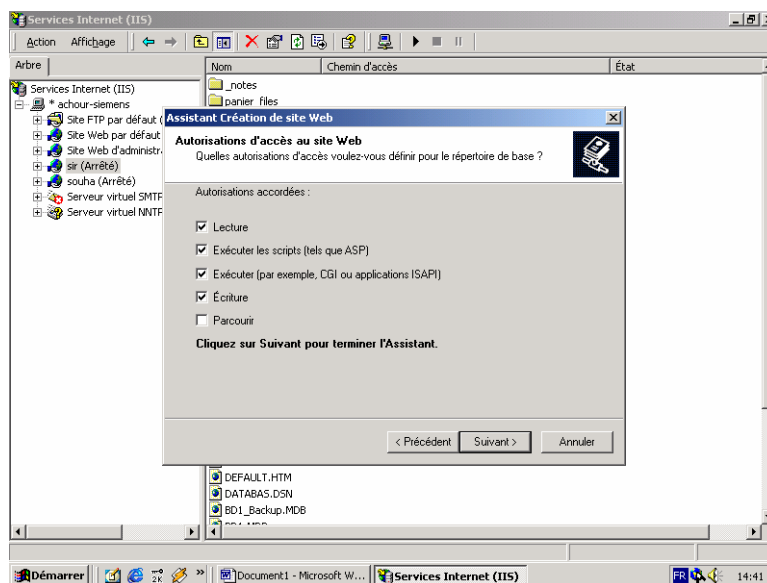 Services Internet (IIS)
Action Affichage
Arbre
Nom Chemin d'accès État
Services Internet (IIS)
* achour-siemens
Site FTP par défaut (
Site Web par défaut
Site Web d'administr
sir (Arrêté)
souha (Arrêté)
Serveur virtuel SMTP
Serveur virtuel NNTP
_notes
panier_files
Assistant Création de site Web
Autorisations d'accès au site Web
Quelles autorisations d'accès voulez-vous définir pour le répertoire de base ?
Autorisations accordées :
Lecture
Exécuter les scripts (tels que ASP)
Exécuter (par exemple, CGI ou applications ISAPI)
Écriture
Parcourir
Cliquez sur Suivant pour terminer l'Assistant.
< Précédent Suivant > Annuler
DEFAULT.HTM
DATABAS.DSN
BD1_Backup.MDB
Démarrer » Document1 - Microsoft W... Services Internet (IIS) FR 14:41